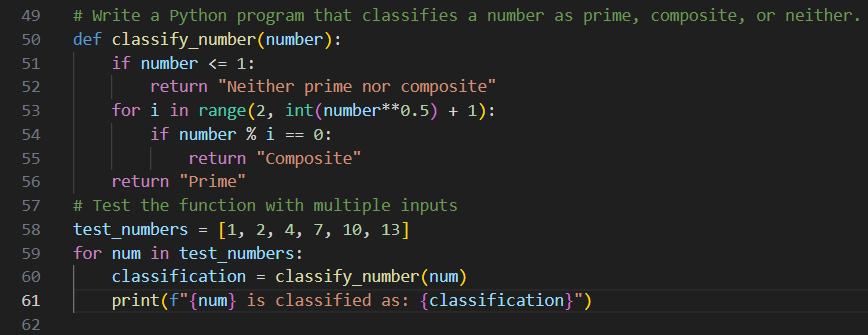 49 # Write a Python program that classifies a number as prime, composite, or neither.
50 def classify_number(number):
51     if number <= 1:
52         return "Neither prime nor composite"
53     for i in range(2, int(number**0.5) + 1):
54         if number % i == 0:
55             return "Composite"
56     return "Prime"
57 # Test the function with multiple inputs
58 test_numbers = [1, 2, 4, 7, 10, 13]
59 for num in test_numbers:
60     classification = classify_number(num)
61     print(f"{num} is classified as: {classification}")
62